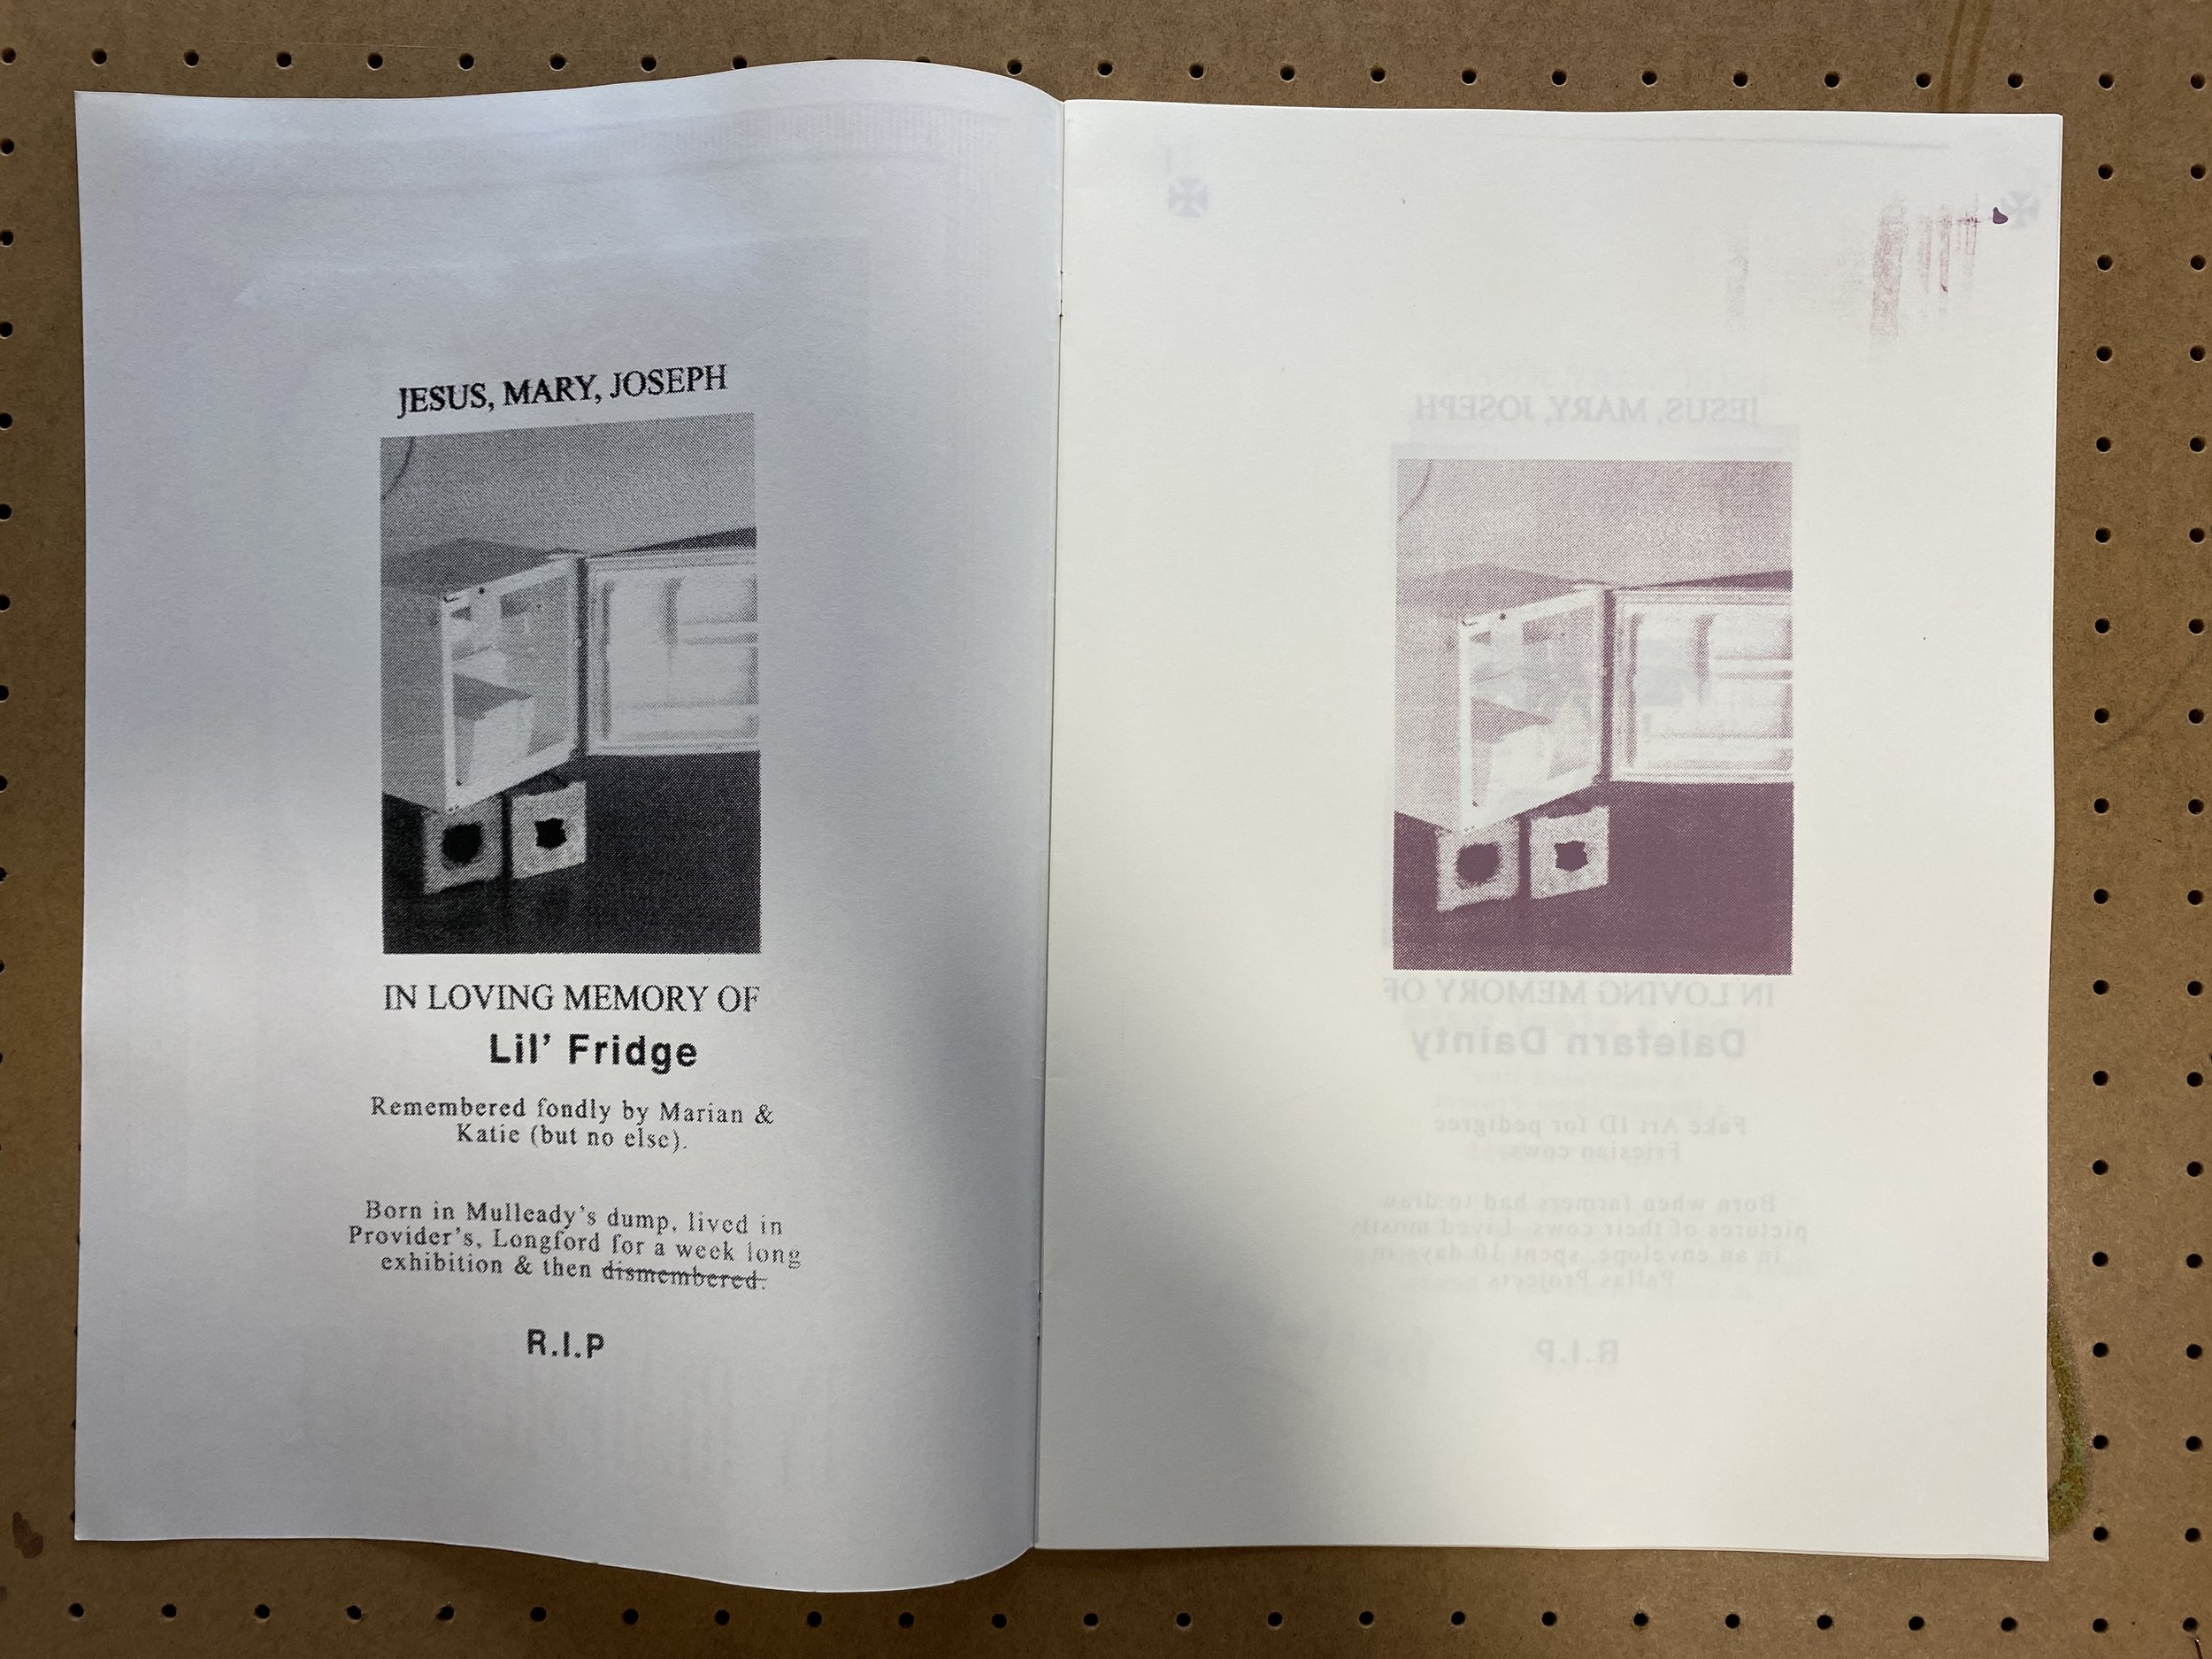 JESUS, MARY, JOSEPH
IN LOVING MEMORY OF
Lil' Fridge
Remembered fondly by Marian &
Katie (but no else).
Born in Mulleady's dump, lived in
Provider's, Longford for a week long
exhibition & then dismembered.
R.I.P
JESUS, MARY, JOSEPH
IN LOVING MEMORY OF
Dalefarn Dainty
Fake Art ID for pedigree
Friesian cows.
Born when farmers had to draw
pictures of their cows. Lived mostly
in an envelope, spent 10 days in
Pallas Projects
R.I.P